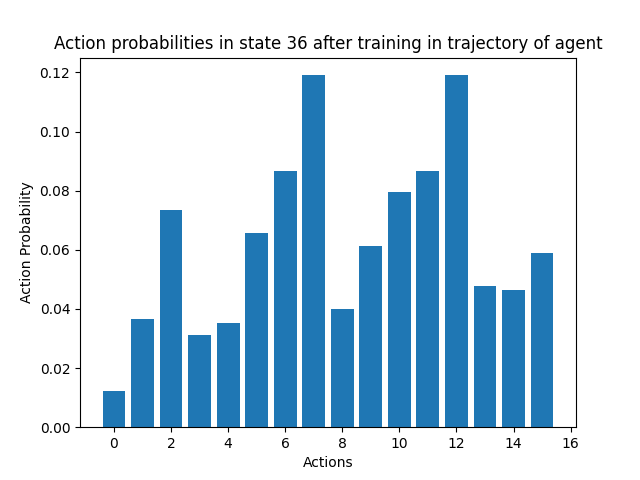 Action probabilities in state 36 after training in trajectory of agent
0.12
0.10
0.08
0.06
0.04
0.02
0.00
Action Probability
0 2 4 6 8 10 12 14 16
Actions